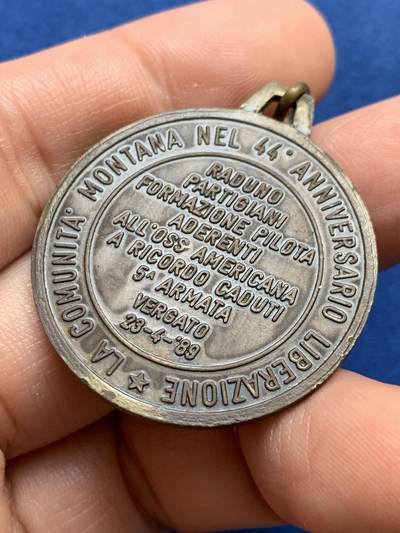 LA COMUNITA' MONTANA NEL 44° ANNIVERSARIO LIBERAZIONE
RADUNO
PARTIGIANI
FORMAZIONE PILOTA
ADERENTI
ALL'OSS AMERICANA
A RICORDO CADUTI
5ª ARMATA
VERGATO
23-4-'89